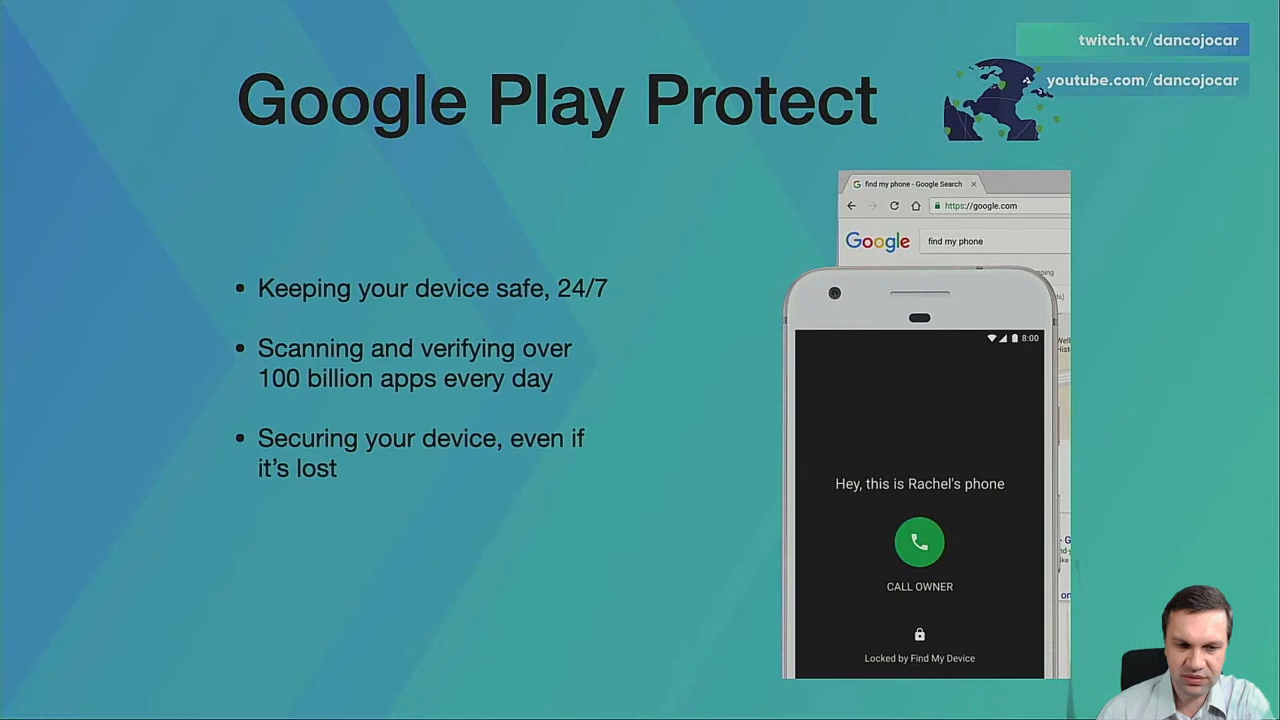 twitch.tv/dancojocar
youtube.com/dancojocar
Google Play Protect
• Keeping your device safe, 24/7
• Scanning and verifying over
100 billion apps every day
• Securing your device, even if
it's lost
find my phone - Google Search
https://google.com
Google
find my phone
8:00
Hey, this is Rachel's phone
CALL OWNER
Locked by Find My Device